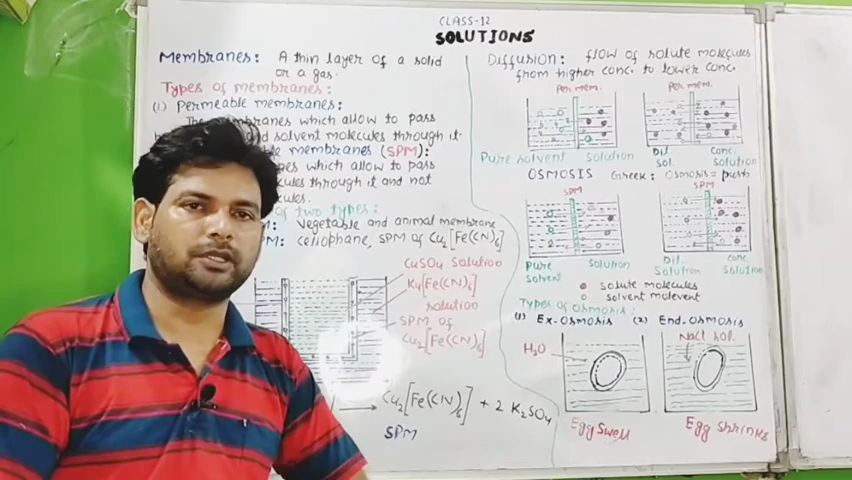 CLASS-12
SOLUTIONS
Membranes: A thin layer of a solid
or a gas.
Types of membranes:
(i) Permeable membranes:
The membranes which allow to pass
and solvent molecules through it
membranes (SPM):
which allow to pass
through it and not
of two types:
Vegetable and animal membrane
cellophane, SPM of Cu2[Fe(CN)6]
CuSO4 Solution
K4[Fe(CN)6]
solution
SPM of
Cu2[Fe(CN)6]
Cu2[Fe(CN)6] + 2 K2SO4
SPM
Diffusion: flow of solute molecules
from higher conc. to lower conc.
Per mem. Per mem.
Pure solvent Solution Dil. sol. Conc. Solution
OSMOSIS Greek: Osmosis = push
SPM SPM
Pure solvent Solution Dil. Solution Conc. Solution
solute molecules
solvent molevent
Types of osmosis:
(1) Ex-Osmosis (2) End-Osmosis
H2O NaCl sol.
Egg swell Egg shrinks